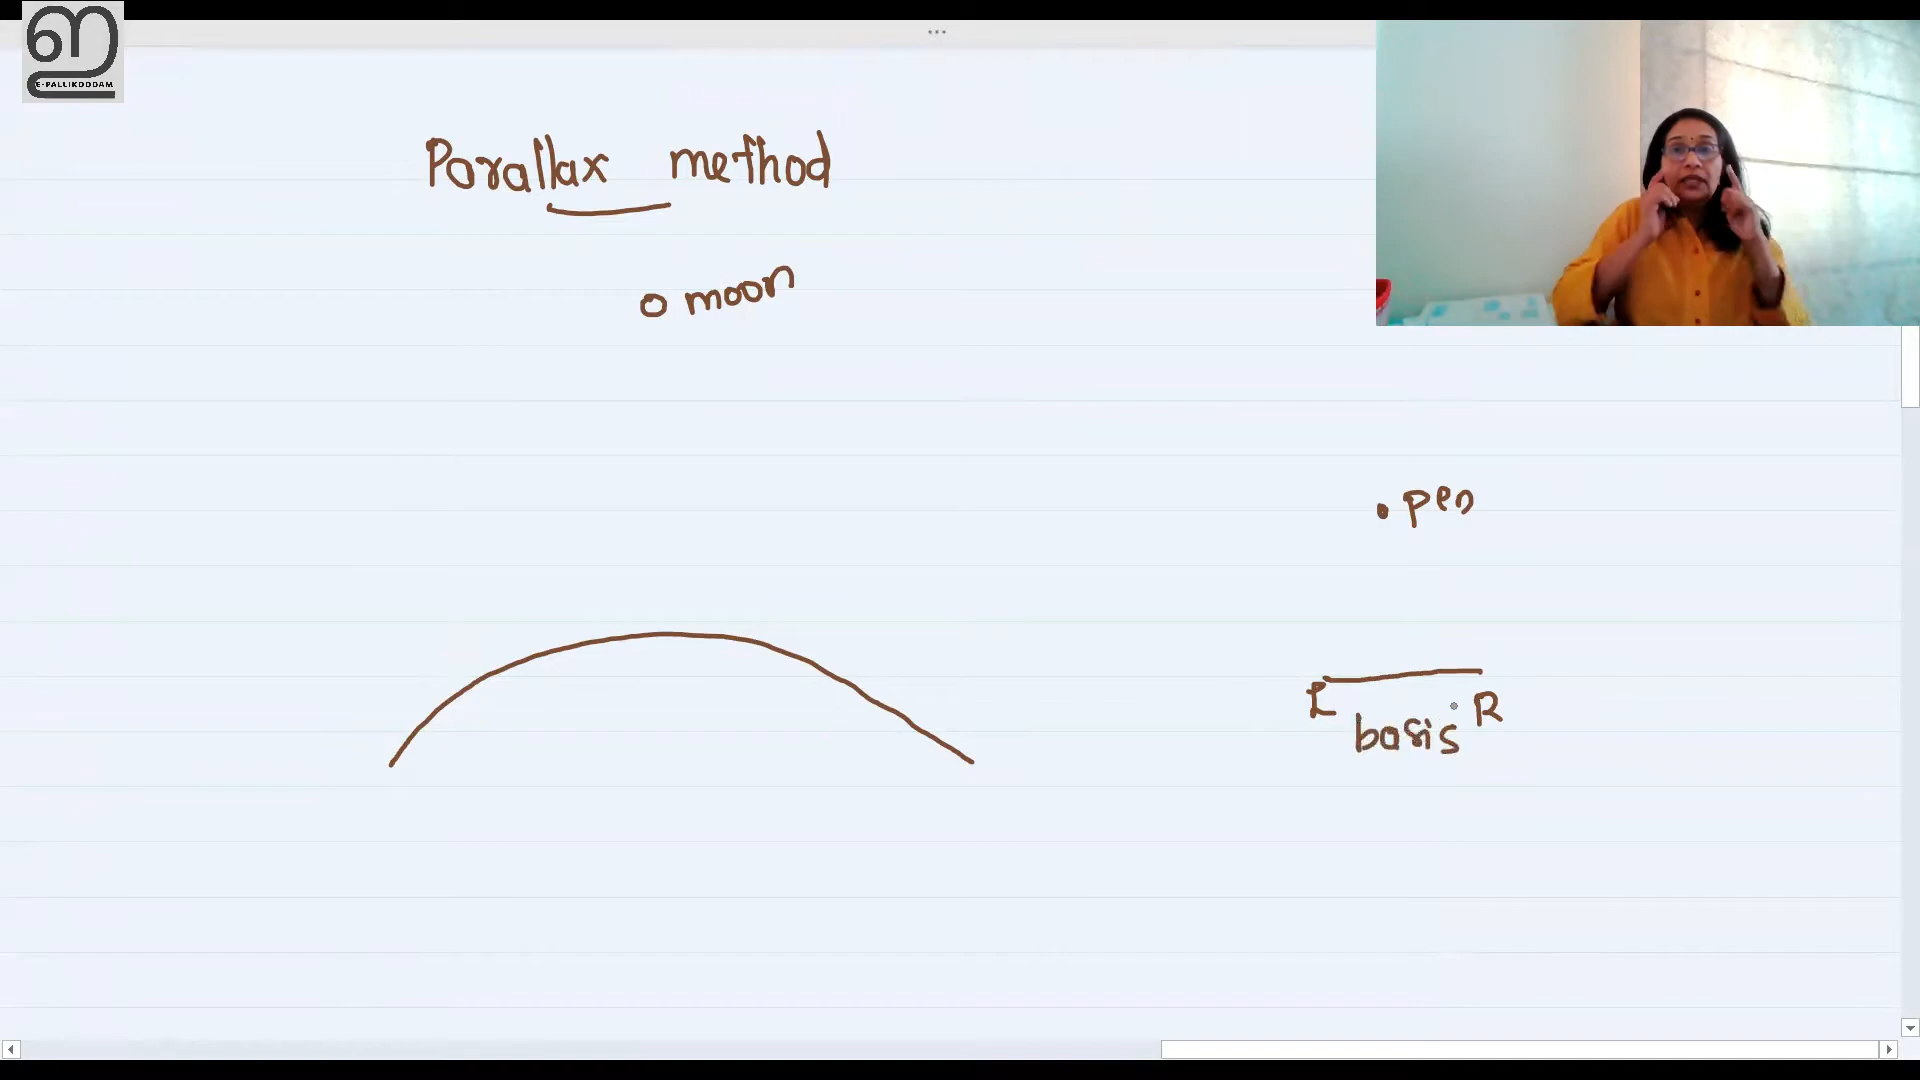 ണ
E-PALLIKOODAM
Parallax method
moon
pen
L R
basis